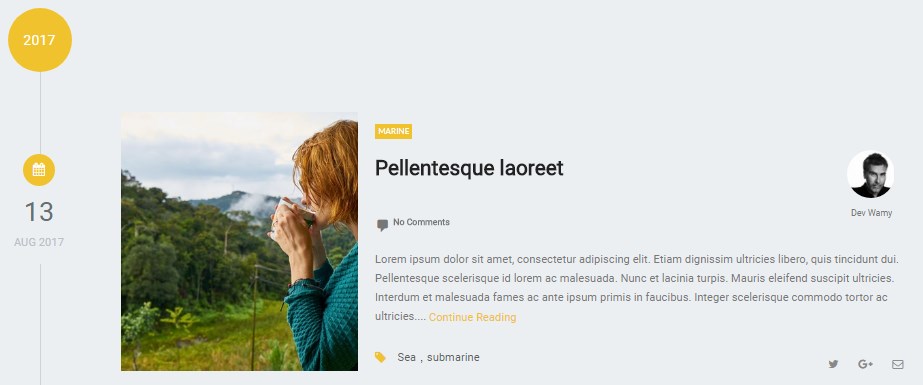 2017
13
AUG 2017
MARINE
Pellentesque laoreet
Dev Wamy
No Comments
Lorem ipsum dolor sit amet, consectetur adipiscing elit. Etiam dignissim ultricies libero, quis tincidunt dui.
Pellentesque scelerisque id lorem ac malesuada. Nunc et lacinia turpis. Mauris eleifend suscipit ultricies.
Interdum et malesuada fames ac ante ipsum primis in faucibus. Integer scelerisque commodo tortor ac
ultricies.... Continue Reading
Sea , submarine
G+